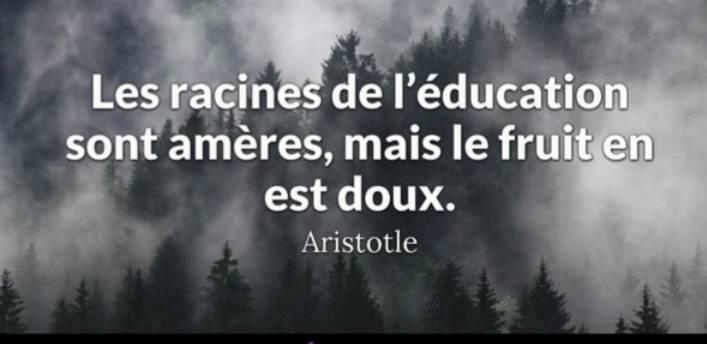 Les racines de l’éducation
sont amères, mais le fruit en
est doux.
Aristotle